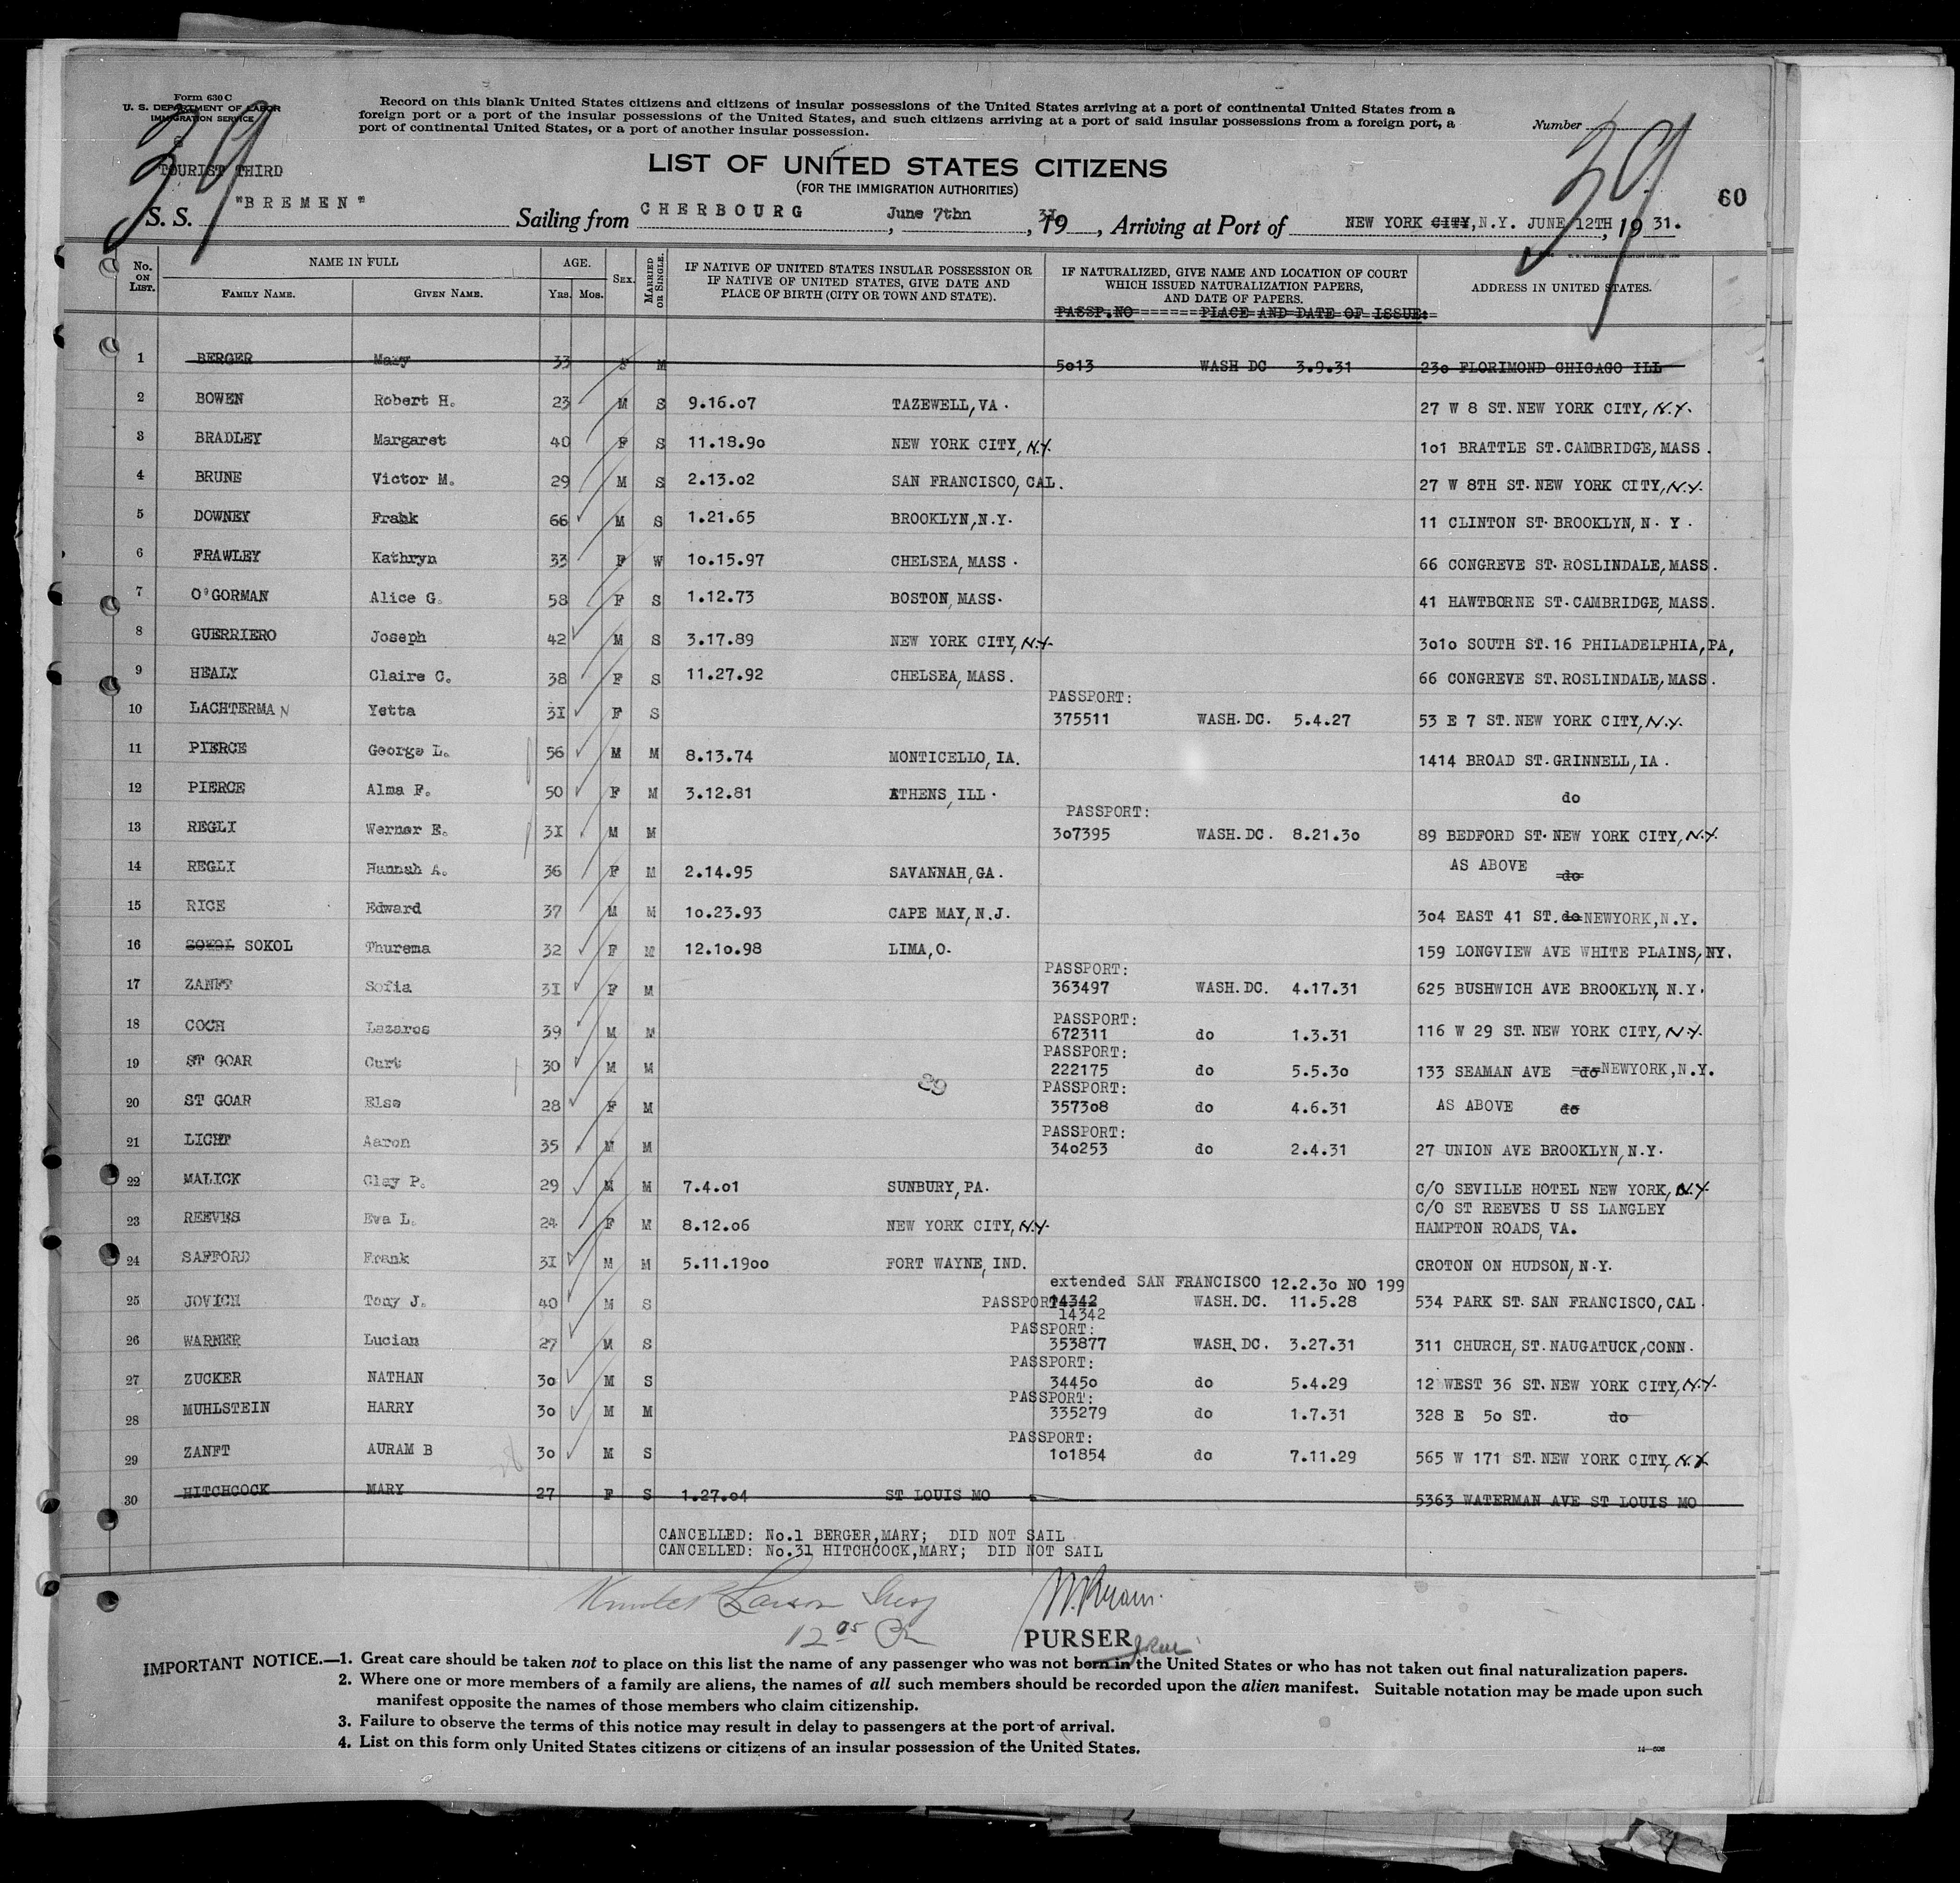 Form 630 C
U. S. DEPARTMENT OF LABOR
IMMIGRATION SERVICE
Record on this blank United States citizens and citizens of insular possessions of the United States arriving at a port of continental United States from a
foreign port or a port of the insular possessions of the United States, and such citizens arriving at a port of said insular possessions from a foreign port, a
port of continental United States, or a port of another insular possession.
Number
39
39
TOURIST THIRD
LIST OF UNITED STATES CITIZENS
(FOR THE IMMIGRATION AUTHORITIES)
60
S. S. "BREMEN" Sailing from CHERBOURG, June 7thn, 1931, Arriving at Port of NEW YORK CITY, N.Y. JUNE 12TH, 1931.
No. on List. NAME IN FULL AGE. Sex. Married or Single. IF NATIVE OF UNITED STATES INSULAR POSSESSION OR IF NATIVE OF UNITED STATES, GIVE DATE AND PLACE OF BIRTH (CITY OR TOWN AND STATE). IF NATURALIZED, GIVE NAME AND LOCATION OF COURT WHICH ISSUED NATURALIZATION PAPERS, AND DATE OF PAPERS. ADDRESS IN UNITED STATES.
Family Name. Given Name. Yrs. Mos.
PASSP.NO ------ PLACE AND DATE OF ISSUE:
1 BERGER Mary 33 F M 5013 WASH DC 3.9.31 230 FLORIMOND CHICAGO ILL
2 BOWEN Robert H. 23 M S 9.16.07 TAZEWELL, VA. 27 W 8 ST. NEW YORK CITY, N.Y.
3 BRADLEY Margaret 40 F S 11.18.90 NEW YORK CITY, N.Y. 101 BRATTLE ST. CAMBRIDGE, MASS.
4 BRUNE Victor M. 29 M S 2.13.02 SAN FRANCISCO, CAL. 27 W 8TH ST. NEW YORK CITY, N.Y.
5 DOWNEY Frank 66 M S 1.21.65 BROOKLYN, N.Y. 11 CLINTON ST. BROOKLYN, N. Y.
6 FRAWLEY Kathryn 33 F W 10.15.97 CHELSEA, MASS. 66 CONGREVE ST. ROSLINDALE, MASS.
7 O'GORMAN Alice G. 58 F S 1.12.73 BOSTON, MASS. 41 HAWTBORNE ST. CAMBRIDGE, MASS.
8 GUERRIERO Joseph 42 M S 3.17.89 NEW YORK CITY, N.Y. 3010 SOUTH ST. 16 PHILADELPHIA, PA,
9 HEALY Claire C. 38 F S 11.27.92 CHELSEA, MASS. 66 CONGREVE ST. ROSLINDALE, MASS.
PASSPORT:
10 LACHTERMAN Yetta 31 F S 375511 WASH. DC. 5.4.27 53 E 7 ST. NEW YORK CITY, N.Y.
11 PIERCE George L. 56 M M 8.13.74 MONTICELLO, IA. 1414 BROAD ST. GRINNELL, IA.
12 PIERCE Alma F. 50 F M 3.12.81 ATHENS, ILL. do
PASSPORT:
13 REGLI Werner E. 31 M M 307395 WASH. DC. 8.21.30 89 BEDFORD ST. NEW YORK CITY, N.Y.
14 REGLI Hannah A. 36 F M 2.14.95 SAVANNAH, GA. AS ABOVE do
15 RICE Edward 37 M M 10.23.93 CAPE MAY, N.J. 304 EAST 41 ST. do NEWYORK, N.Y.
16 SOKOL SOKOL Thurema 32 F M 12.10.98 LIMA, O. 159 LONGVIEW AVE WHITE PLAINS, NY.
PASSPORT:
17 ZANFT Sofia 31 F M 363497 WASH. DC. 4.17.31 625 BUSHWICH AVE BROOKLYN, N.Y.
PASSPORT:
18 COCH Lazaros 39 M M 672311 do 1.3.31 116 W 29 ST. NEW YORK CITY, N.Y.
PASSPORT:
19 ST GOAR Curt 30 M M 222175 do 5.5.30 133 SEAMAN AVE do NEWYORK, N.Y.
PASSPORT:
20 ST GOAR Else 28 F M 357308 do 4.6.31 AS ABOVE do
PASSPORT:
21 LICHT Aaron 35 M M 340253 do 2.4.31 27 UNION AVE BROOKLYN, N.Y.
22 MALICK Clay P. 29 M M 7.4.01 SUNBURY, PA. C/O SEVILLE HOTEL NEW YORK, N.Y.
C/O ST REEVES U SS LANGLEY
23 REEVES Eva L. 24 F M 8.12.06 NEW YORK CITY, N.Y. HAMPTON ROADS, VA.
24 SAFFORD Frank 31 M M 5.11.1900 FORT WAYNE, IND. CROTON ON HUDSON, N.Y.
extended SAN FRANCISCO 12.2.30 NO 199
25 JOVICH Tony J. 40 M S PASSPORT 14342 WASH. DC. 11.5.28 534 PARK ST. SAN FRANCISCO, CAL.
14342
PASSPORT:
26 WARNER Lucian 27 M S 353877 WASH. DC. 3.27.31 311 CHURCH, ST. NAUGATUCK, CONN.
PASSPORT:
27 ZUCKER NATHAN 30 M S 34450 do 5.4.29 12 WEST 36 ST. NEW YORK CITY, N.Y.
PASSPORT:
28 MUHLSTEIN HARRY 30 M M 335279 do 1.7.31 328 E 50 ST. do
PASSPORT:
29 ZANFT AURAM B 30 M S 101854 do 7.11.29 565 W 171 ST. NEW YORK CITY, N.Y.
30 HITCHCOCK MARY 27 F S 1.27.04 ST LOUIS MO 5363 WATERMAN AVE ST LOUIS MO
CANCELLED: No.1 BERGER, MARY; DID NOT SAIL
CANCELLED: No.31 HITCHCOCK, MARY; DID NOT SAIL
PURSER
IMPORTANT NOTICE.—1. Great care should be taken not to place on this list the name of any passenger who was not born in the United States or who has not taken out final naturalization papers.
2. Where one or more members of a family are aliens, the names of all such members should be recorded upon the alien manifest. Suitable notation may be made upon such
manifest opposite the names of those members who claim citizenship.
3. Failure to observe the terms of this notice may result in delay to passengers at the port of arrival.
4. List on this form only United States citizens or citizens of an insular possession of the United States.